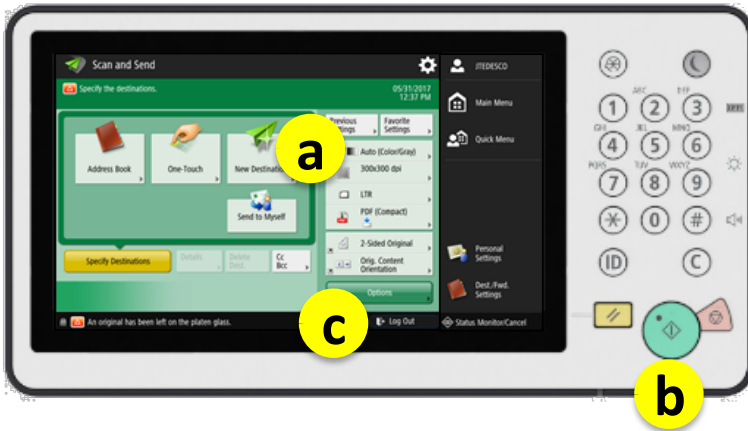 Scan and Send
JTEDESCO
Specify the destinations.
05/31/2017
12:37 PM
Main Menu
Quick Menu
Favorite
Settings
Address Book
One-Touch
New
a
Auto (Color/Gray)
300x300 dpi
LTR
PDF (Compact)
Send to Myself
2-Sided Original
Orig. Content
Orientation
Specify Destinations
Details
Delete
Dest.
Cc
Bcc
Options
Personal
Settings
Dest./Fwd.
Settings
An original has been left on the platen glass.
c
Log Out
Status Monitor/Cancel
ABC
DEF
1
2
3
GHI
JKL
MNO
4
5
6
PQRS
TUV
WXYZ
7
8
9
0
#
ID
C
b